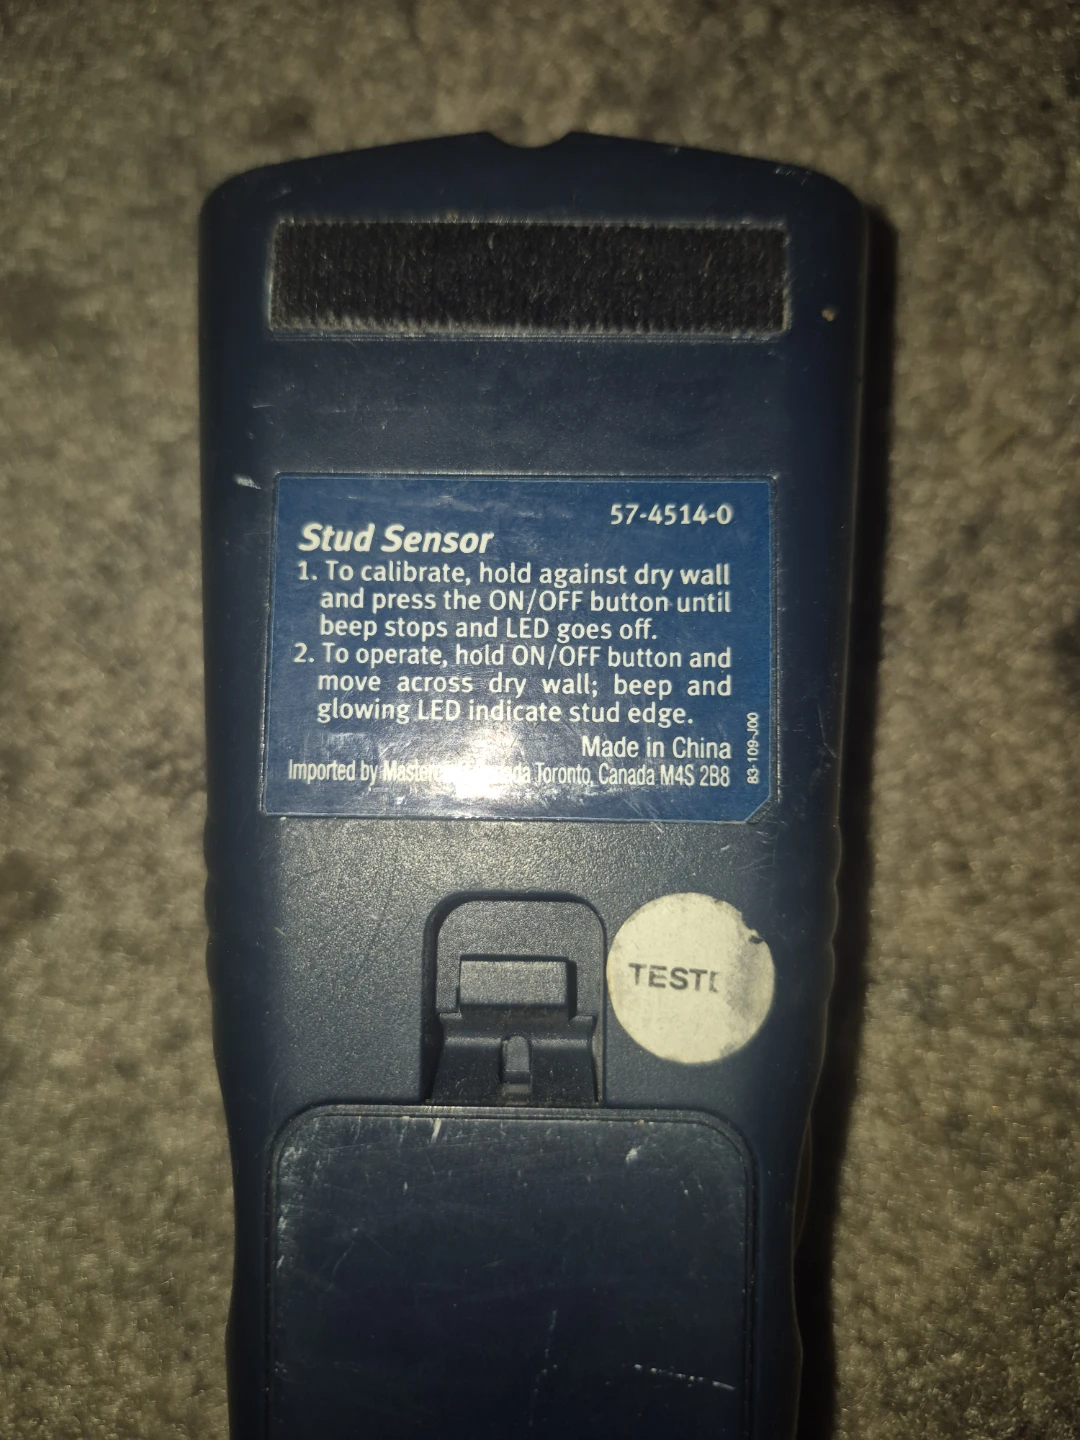 57-4514-0
Stud Sensor
1. To calibrate, hold against dry wall
and press the ON/OFF button until
beep stops and LED goes off.
2. To operate, hold ON/OFF button and
move across dry wall; beep and
glowing LED indicate stud edge.
Made in China
Imported by Toronto, Canada M4S 2B8
83-109-J00